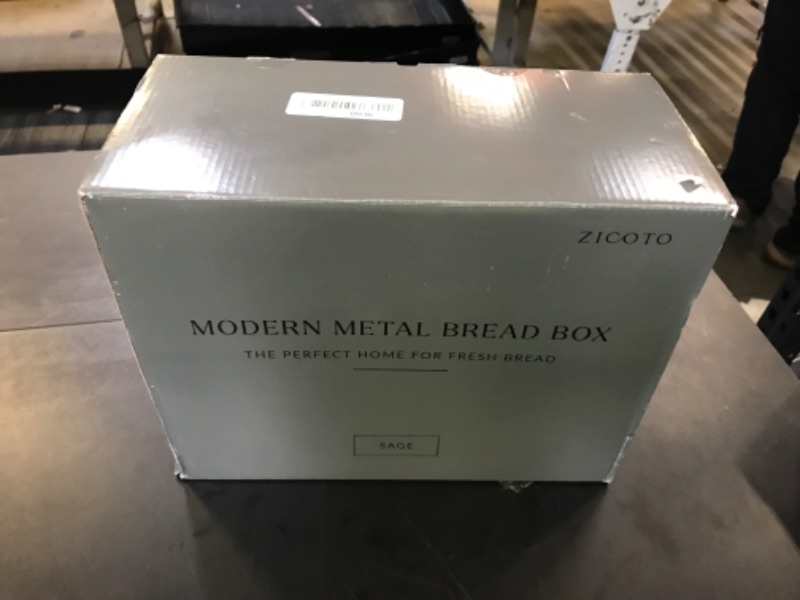 ZICOTO
MODERN METAL BREAD BOX
THE PERFECT HOME FOR FRESH BREAD
SAGE